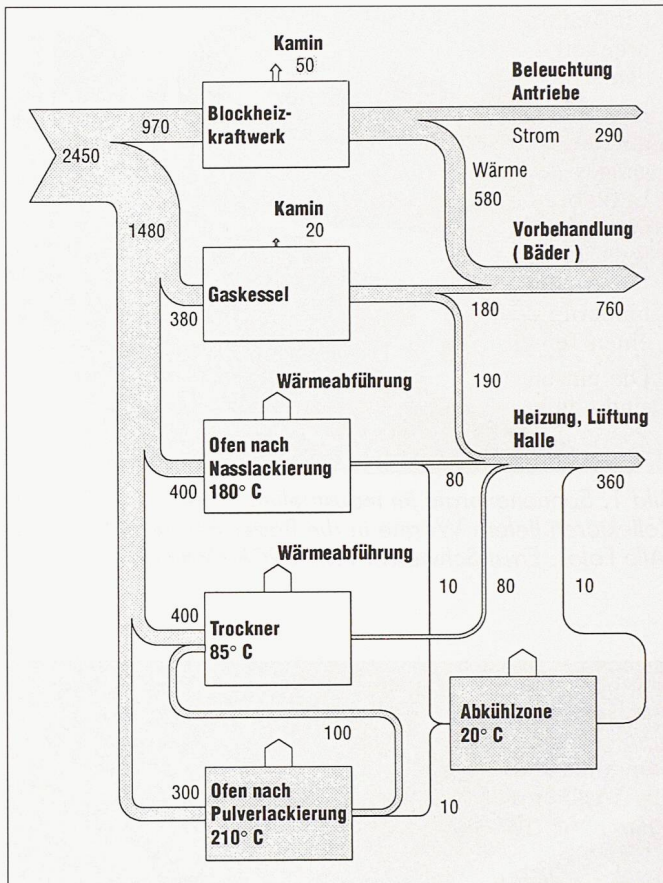 Kamin
50
Beleuchtung
Antriebe
970
Blockheiz-
kraftwerk
2450
Strom 290
Wärme
580
1480
Kamin
20
Vorbehandlung
( Bäder )
Gaskessel
380
180 760
190
Wärmeabführung
Heizung, Lüftung
Halle
Ofen nach
Nasslackierung
180° C
400
80
360
Wärmeabführung
10
80
10
400
Trockner
85° C
Abkühlzone
20° C
100
300
Ofen nach
Pulverlackierung
210° C
10